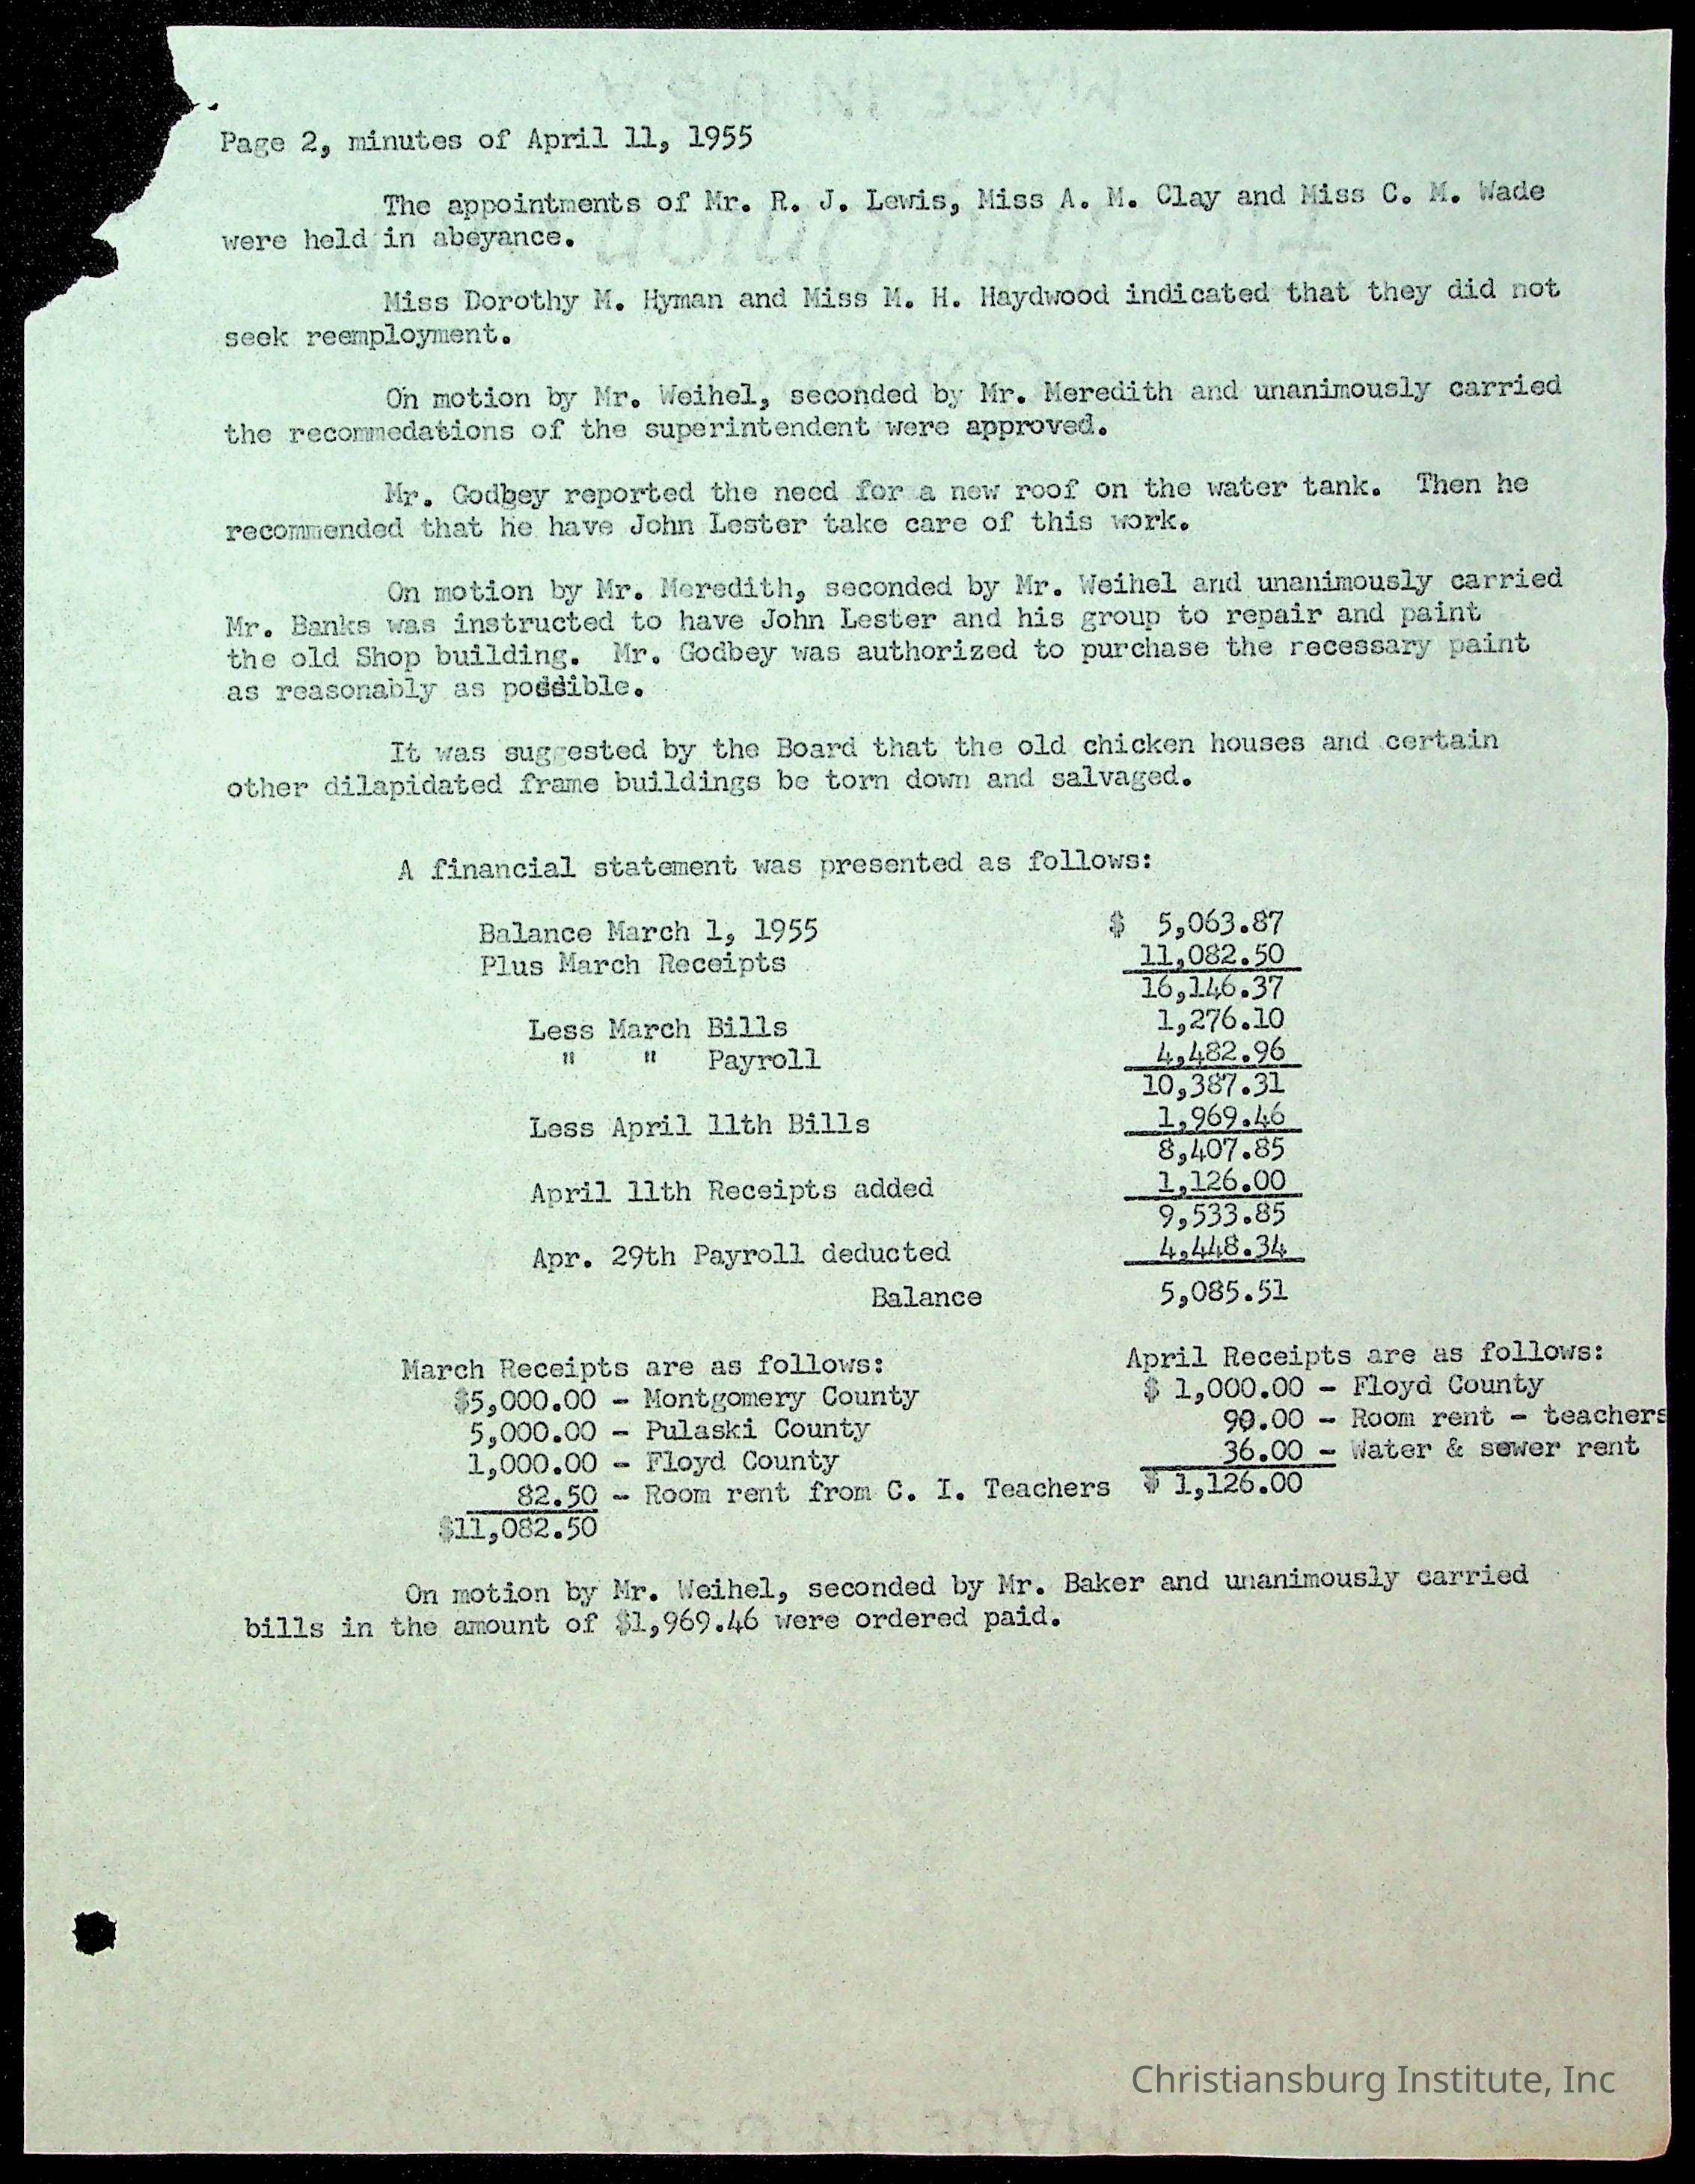 Page 2, minutes of April 11, 1955
The appointments of Mr. R. J. Lewis, Miss A. M. Clay and Miss C. M. Wade
were held in abeyance.
Miss Dorothy M. Hyman and Miss M. H. Haydwood indicated that they did not
seek reemployment.
On motion by Mr. Weihel, seconded by Mr. Meredith and unanimously carried
the recommedations of the superintendent were approved.
Mr. Godbey reported the need for a new roof on the water tank.  Then he
recommended that he have John Lester take care of this work.
On motion by Mr. Meredith, seconded by Mr. Weihel and unanimously carried
Mr. Banks was instructed to have John Lester and his group to repair and paint
the old Shop building.  Mr. Godbey was authorized to purchase the recessary paint
as reasonably as possible.
It was suggested by the Board that the old chicken houses and certain
other dilapidated frame buildings be torn down and salvaged.
A financial statement was presented as follows:
Balance March 1, 1955 $ 5,063.87
Plus March Receipts 11,082.50
16,146.37
Less March Bills 1,276.10
" " Payroll 4,482.96
10,387.31
Less April 11th Bills 1,969.46
8,407.85
April 11th Receipts added 1,126.00
9,533.85
Apr. 29th Payroll deducted 4,448.34
Balance 5,085.51
March Receipts are as follows:
$5,000.00 - Montgomery County
5,000.00 - Pulaski County
1,000.00 - Floyd County
82.50 - Room rent from C. I. Teachers
$11,082.50
April Receipts are as follows:
$ 1,000.00 - Floyd County
90.00 - Room rent - teachers
36.00 - Water & sewer rent
$ 1,126.00
On motion by Mr. Weihel, seconded by Mr. Baker and unanimously carried
bills in the amount of $1,969.46 were ordered paid.
Christiansburg Institute, Inc